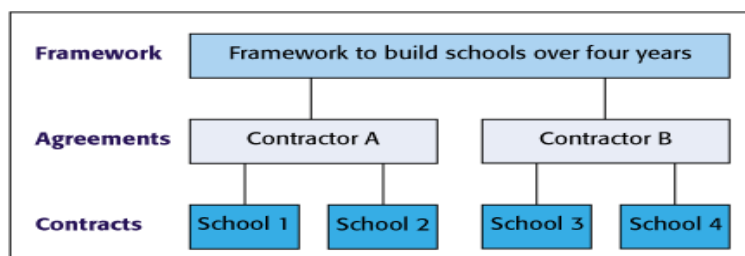 Framework Framework to build schools over four years
Agreements Contractor A Contractor B
Contracts School 1 School 2 School 3 School 4